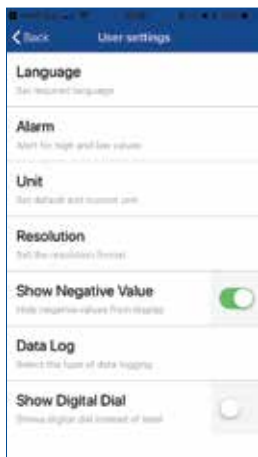 Back
User settings
Language
Set required language
Alarm
Alert for high and low values
Unit
Set default and current unit
Resolution
Set the resolution format
Show Negative Value
Hide negative values from display
Data Log
Select the type of data logging
Show Digital Dial
Shows digital dial instead of